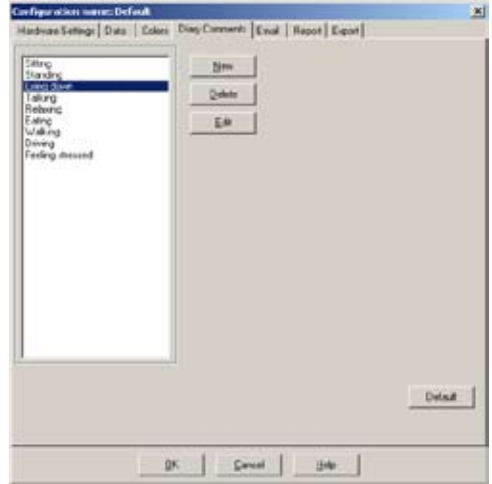 Configuration name: Default
Hardware Settings Data Colors Diary Comments Email Report Export
Sitting
Standing
Lying down
Talking
Relaxing
Eating
Walking
Driving
Feeling stressed
New
Delete
Edit
Default
OK Cancel Help